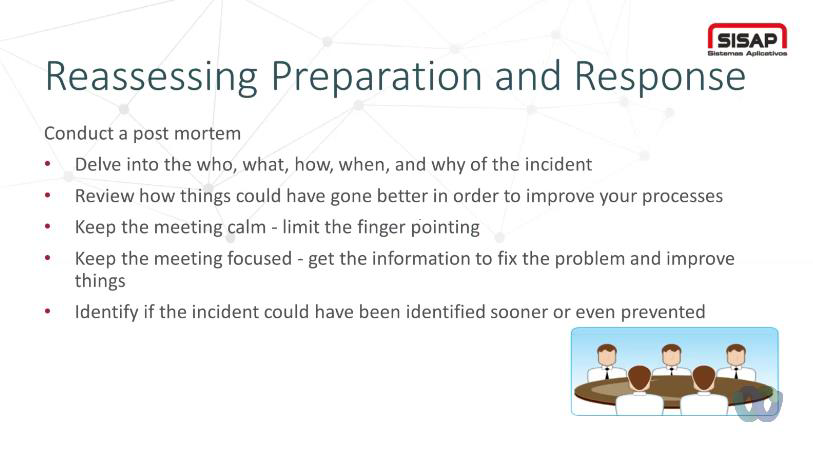 SISAP
Sistemas Aplicativos
Reassessing Preparation and Response
Conduct a post mortem
• Delve into the who, what, how, when, and why of the incident
• Review how things could have gone better in order to improve your processes
• Keep the meeting calm - limit the finger pointing
• Keep the meeting focused - get the information to fix the problem and improve
things
• Identify if the incident could have been identified sooner or even prevented